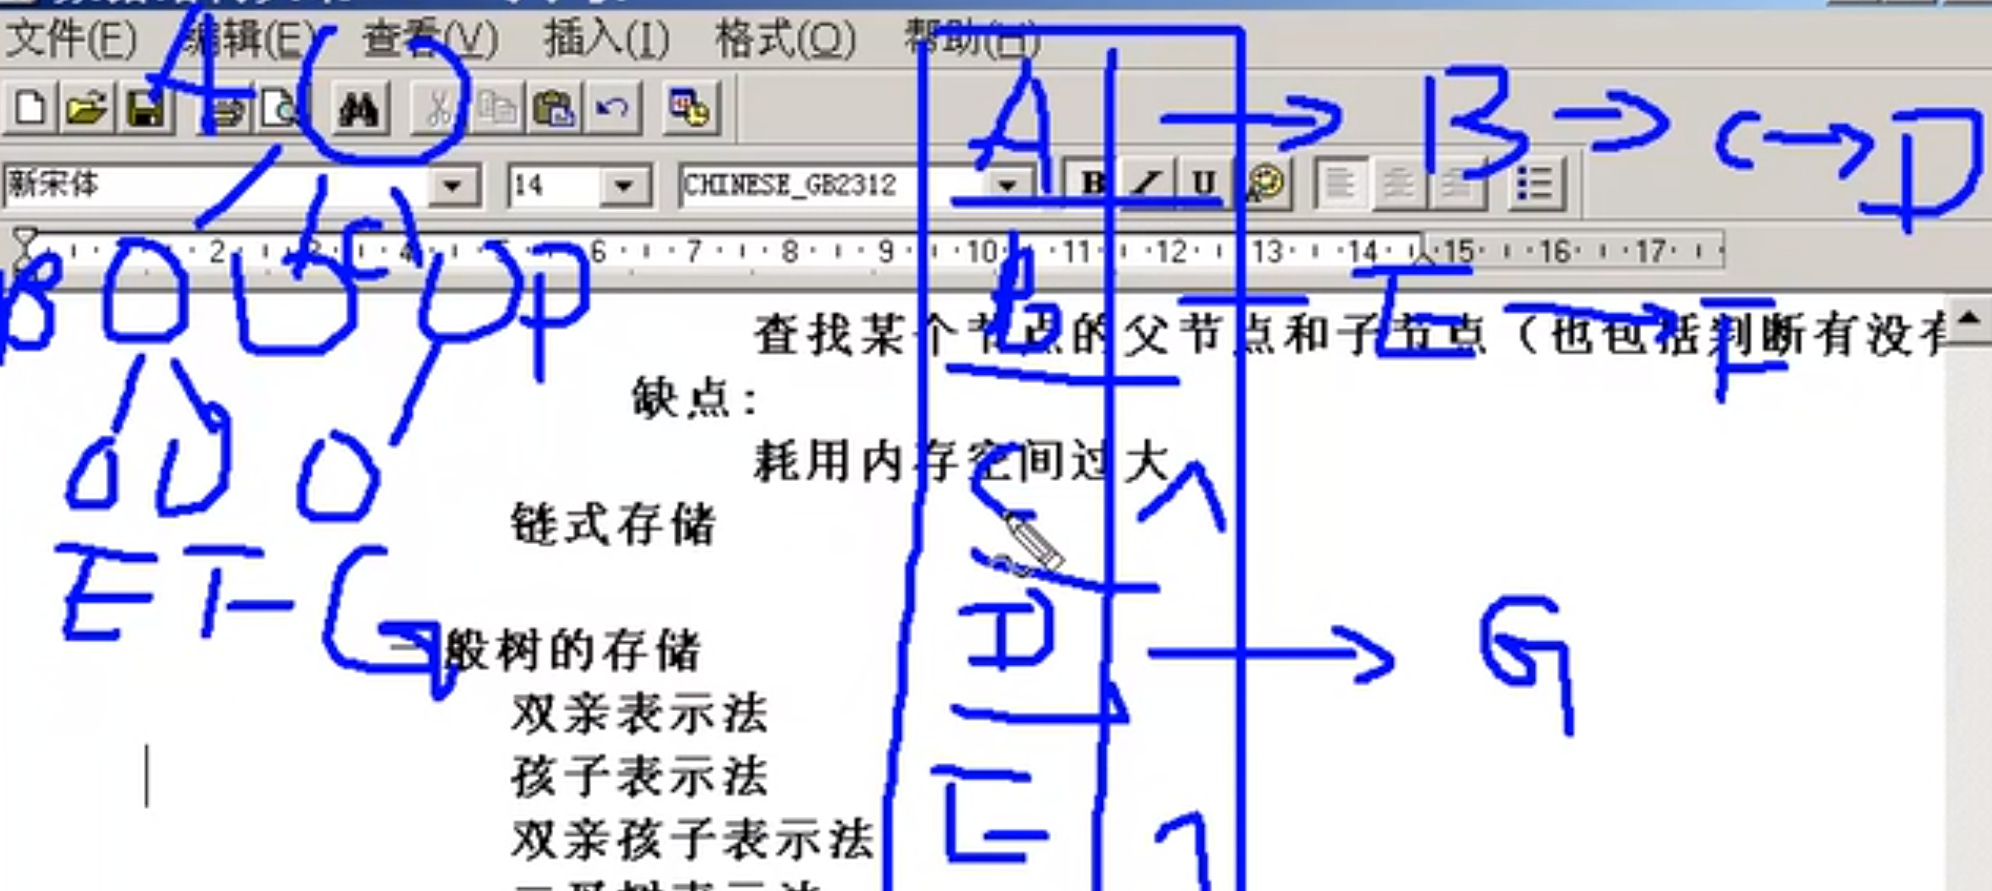 文件(F) 编辑(E) 查看(V) 插入(I) 格式(O) 帮助(H)
A
A → B → C → D
新宋体 14 CHINESE_GB2312 B I U
2 3 4 5 6 7 8 9 10 11 12 13 14 15 16 17
B C D
B E F
查找某个节点的父节点和子节点（也包括判断有没有
缺点：
耗用内存空间过大
C ^
链式存储
E F G
D → G
一般树的存储
双亲表示法
孩子表示法
E ^
双亲孩子表示法